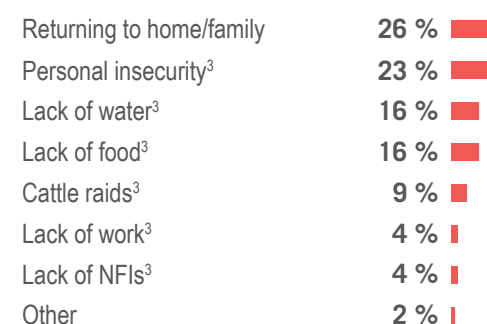 Returning to home/family 26 %
Personal insecurity³ 23 %
Lack of water³ 16 %
Lack of food³ 16 %
Cattle raids³ 9 %
Lack of work³ 4 %
Lack of NFIs³ 4 %
Other 2 %